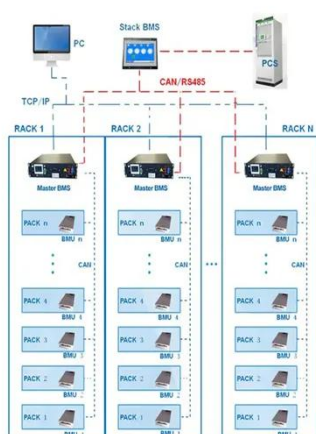 PC
Stack BMS
PCS
CAN/RS485
TCP/IP
RACK 1
RACK 2
RACK N
Master BMS
Master BMS
Master BMS
PACK n
PACK n
PACK n
BMU n
BMU n
BMU n
CAN
CAN
CAN
PACK 4
PACK 4
PACK 4
BMU 4
BMU 4
BMU 4
PACK 3
PACK 3
PACK 3
BMU 3
BMU 3
BMU 3
PACK 2
PACK 2
PACK 2
BMU 2
BMU 2
BMU 2
PACK 1
PACK 1
PACK 1